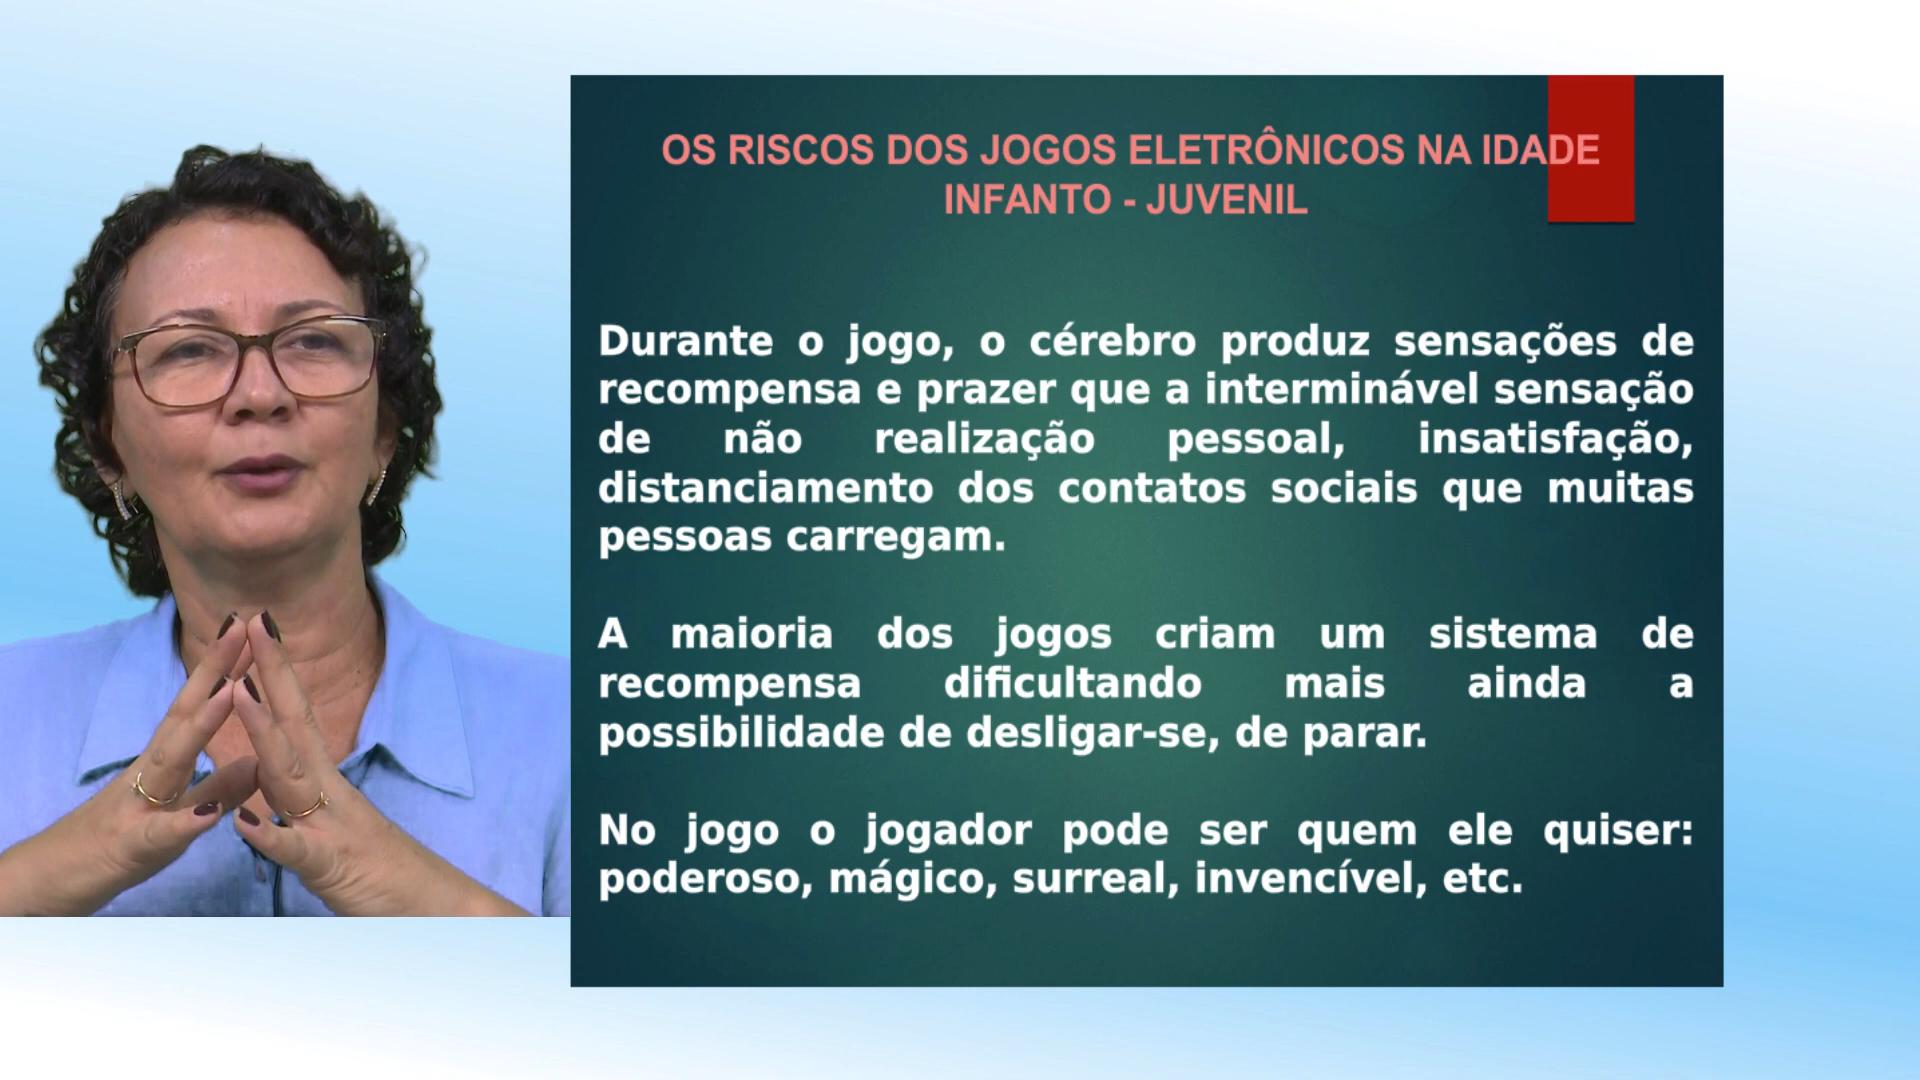 OS RISCOS DOS JOGOS ELETRÔNICOS NA IDADE
INFANTO - JUVENIL
Durante o jogo, o cérebro produz sensações de
recompensa e prazer que a interminável sensação
de não realização pessoal, insatisfação,
distanciamento dos contatos sociais que muitas
pessoas carregam.
A maioria dos jogos criam um sistema de
recompensa dificultando mais ainda a
possibilidade de desligar-se, de parar.
No jogo o jogador pode ser quem ele quiser:
poderoso, mágico, surreal, invencível, etc.